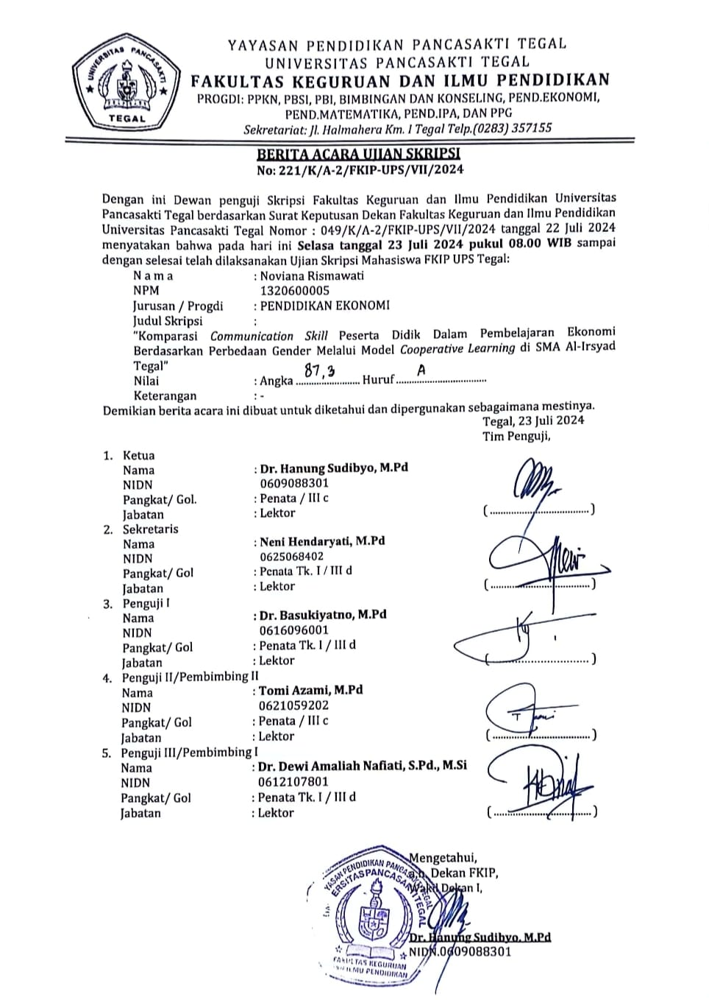 UNIVERSITAS PANCASAKTI
TEGAL
YAYASAN PENDIDIKAN PANCASAKTI TEGAL
UNIVERSITAS PANCASAKTI TEGAL
FAKULTAS KEGURUAN DAN ILMU PENDIDIKAN
PROGDI: PPKN, PBSI, PBI, BIMBINGAN DAN KONSELING, PEND.EKONOMI,
PEND.MATEMATIKA, PEND.IPA, DAN PPG
Sekretariat: Jl. Halmahera Km. 1 Tegal Telp.(0283) 357155
BERITA ACARA UJIAN SKRIPSI
No: 221/K/A-2/FKIP-UPS/VII/2024
Dengan ini Dewan penguji Skripsi Fakultas Keguruan dan Ilmu Pendidikan Universitas
Pancasakti Tegal berdasarkan Surat Keputusan Dekan Fakultas Keguruan dan Ilmu Pendidikan
Universitas Pancasakti Tegal Nomor : 049/K/A-2/FKIP-UPS/VII/2024 tanggal 22 Juli 2024
menyatakan bahwa pada hari ini Selasa tanggal 23 Juli 2024 pukul 08.00 WIB sampai
dengan selesai telah dilaksanakan Ujian Skripsi Mahasiswa FKIP UPS Tegal:
N a m a : Noviana Rismawati
NPM 1320600005
Jurusan / Progdi : PENDIDIKAN EKONOMI
Judul Skripsi :
"Komparasi Communication Skill Peserta Didik Dalam Pembelajaran Ekonomi
Berdasarkan Perbedaan Gender Melalui Model Cooperative Learning di SMA Al-Irsyad
Tegal"
Nilai : Angka 87,3 Huruf A
Keterangan : -
Demikian berita acara ini dibuat untuk diketahui dan dipergunakan sebagaimana mestinya.
Tegal, 23 Juli 2024
Tim Penguji,
1. Ketua
Nama : Dr. Hanung Sudibyo, M.Pd
NIDN 0609088301
Pangkat/ Gol. : Penata / III c
Jabatan : Lektor
2. Sekretaris
Nama : Neni Hendaryati, M.Pd
NIDN 0625068402
Pangkat/ Gol : Penata Tk. I / III d
Jabatan : Lektor
3. Penguji I
Nama : Dr. Basukiyatno, M.Pd
NIDN 0616096001
Pangkat/ Gol : Penata Tk. I / III d
Jabatan : Lektor
4. Penguji II/Pembimbing II
Nama : Tomi Azami, M.Pd
NIDN 0621059202
Pangkat/ Gol : Penata / III c
Jabatan : Lektor
5. Penguji III/Pembimbing I
Nama : Dr. Dewi Amaliah Nafiati, S.Pd., M.Si
NIDN 0612107801
Pangkat/ Gol : Penata Tk. I / III d
Jabatan : Lektor
Mengetahui,
Dekan FKIP,
Wakil Dekan I,
Dr. Hanung Sudibyo, M.Pd
NIDN.0609088301
PENDIDIKAN PANCASAKTI TEGAL
PANCASAKTI TEGAL
FAKULTAS KEGURUAN
ILMU PENDIDIKAN